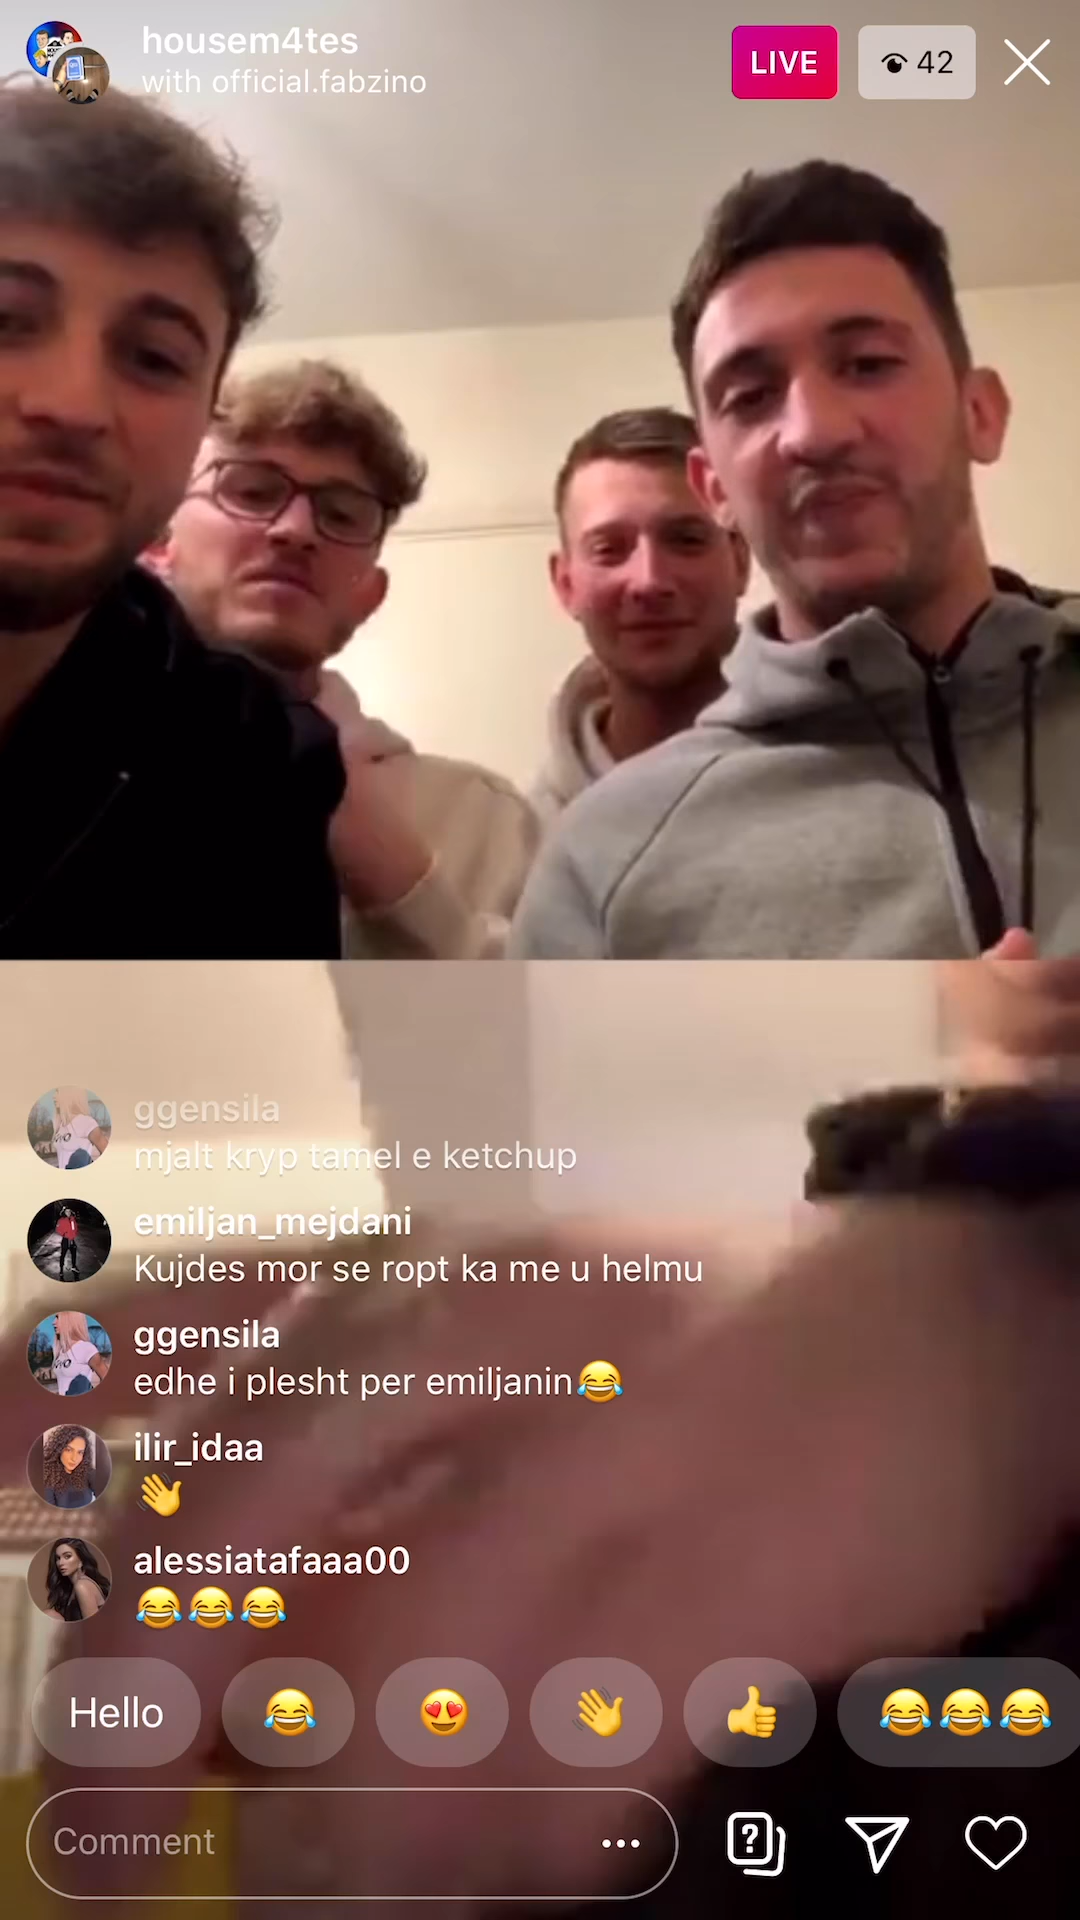 housem4tes
with official.fabzino
LIVE
42
ggensila
mjalt kryp tamel e ketchup
emiljan_mejdani
Kujdes mor se ropt ka me u helmu
ggensila
edhe i plesht per emiljanin😂
ilir_idaa
👋
alessiatafaaa00
😂😂😂
Hello 😂 😍 👋 👍 😂😂😂
Comment